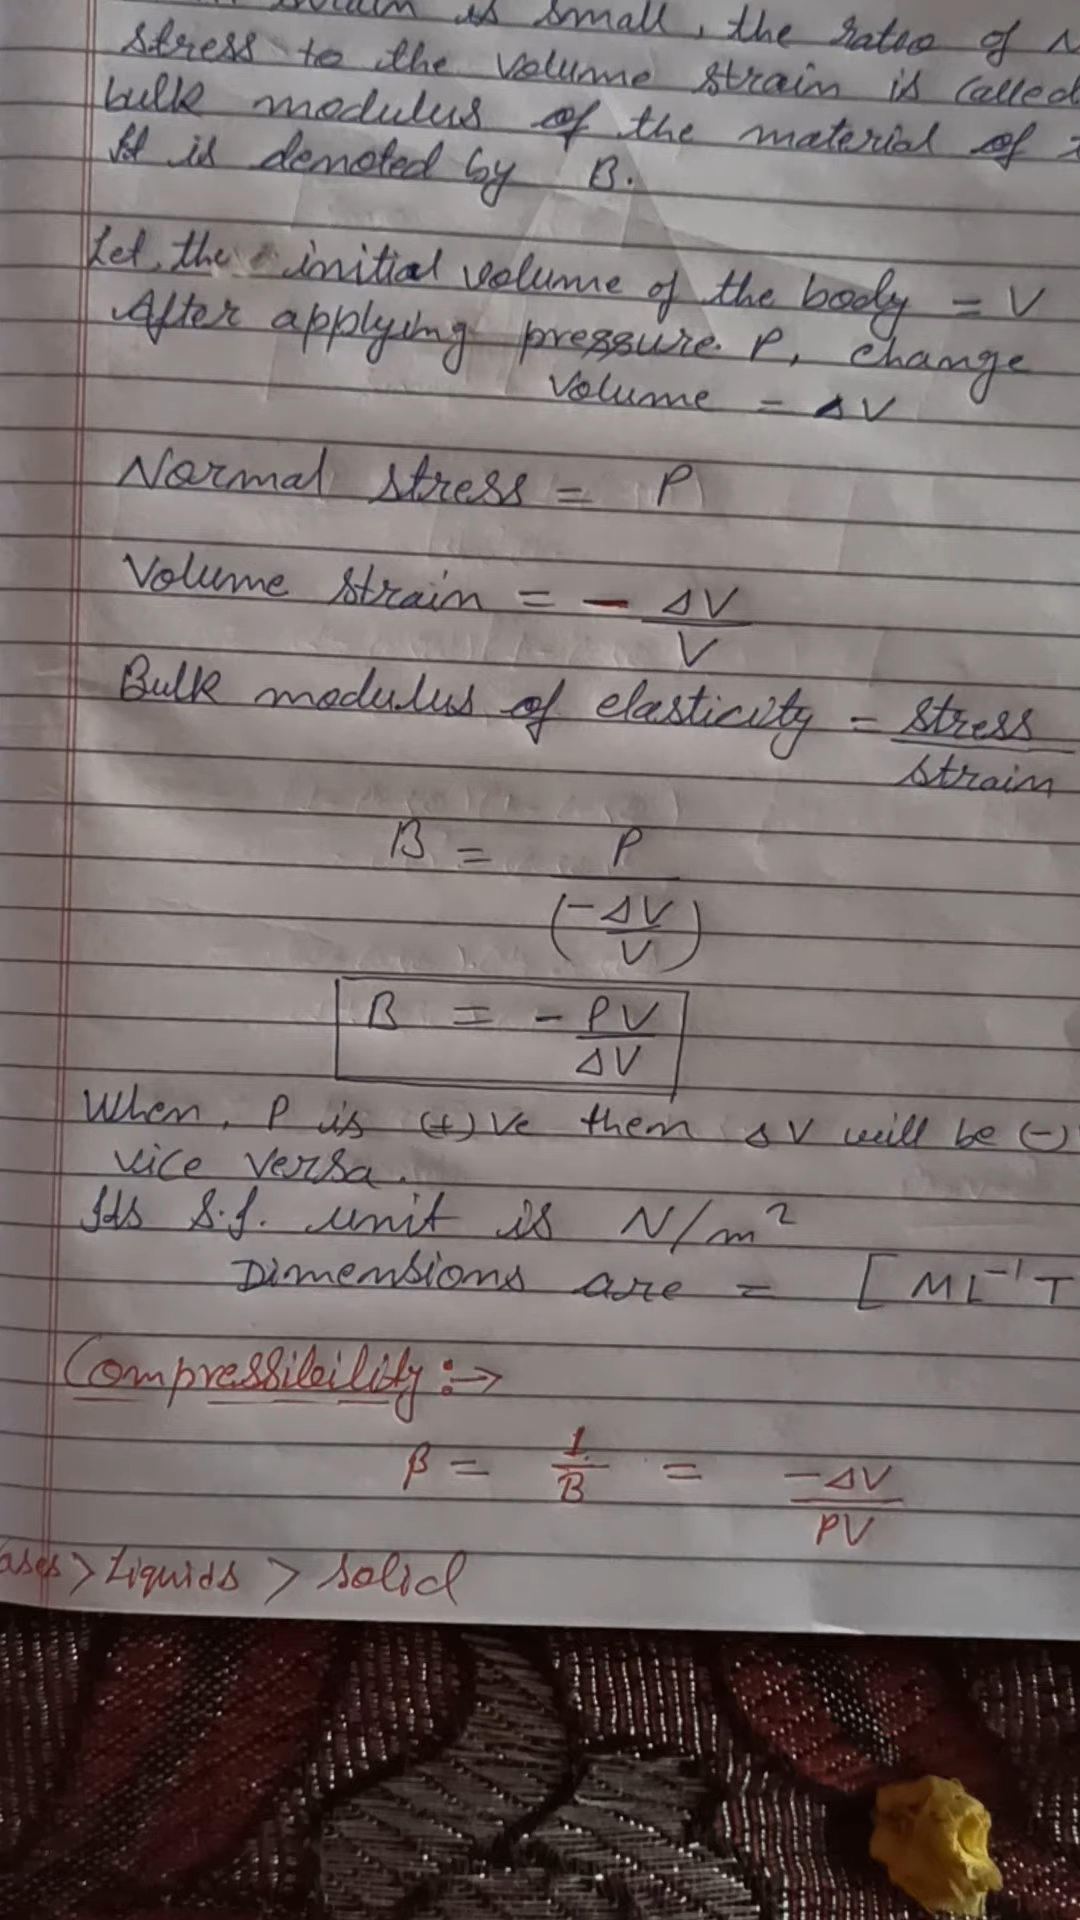 is small, the ratio of
stress to the volume strain is called
bulk modulus of the material of
It is denoted by B.
Let, the initial volume of the body = V
After applying pressure P, change
Volume = ΔV
Normal stress = P
Volume strain = - ΔV/V
Bulk modulus of elasticity = stress/strain
B = P/(-ΔV/V)
B = - PV/ΔV
When, P is (+)ve them ΔV will be (-)
vice versa.
Its S.I. unit is N/m²
Dimensions are = [ML⁻¹T
Compressibility :→
β = 1/B = -ΔV/PV
ases > Liquids > solid